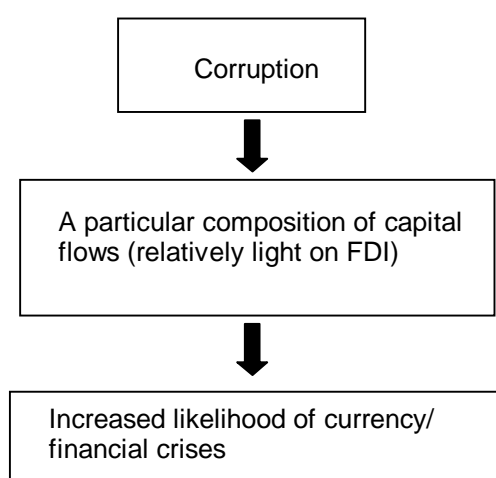 Corruption
A particular composition of capital
flows (relatively light on FDI)
Increased likelihood of currency/
financial crises